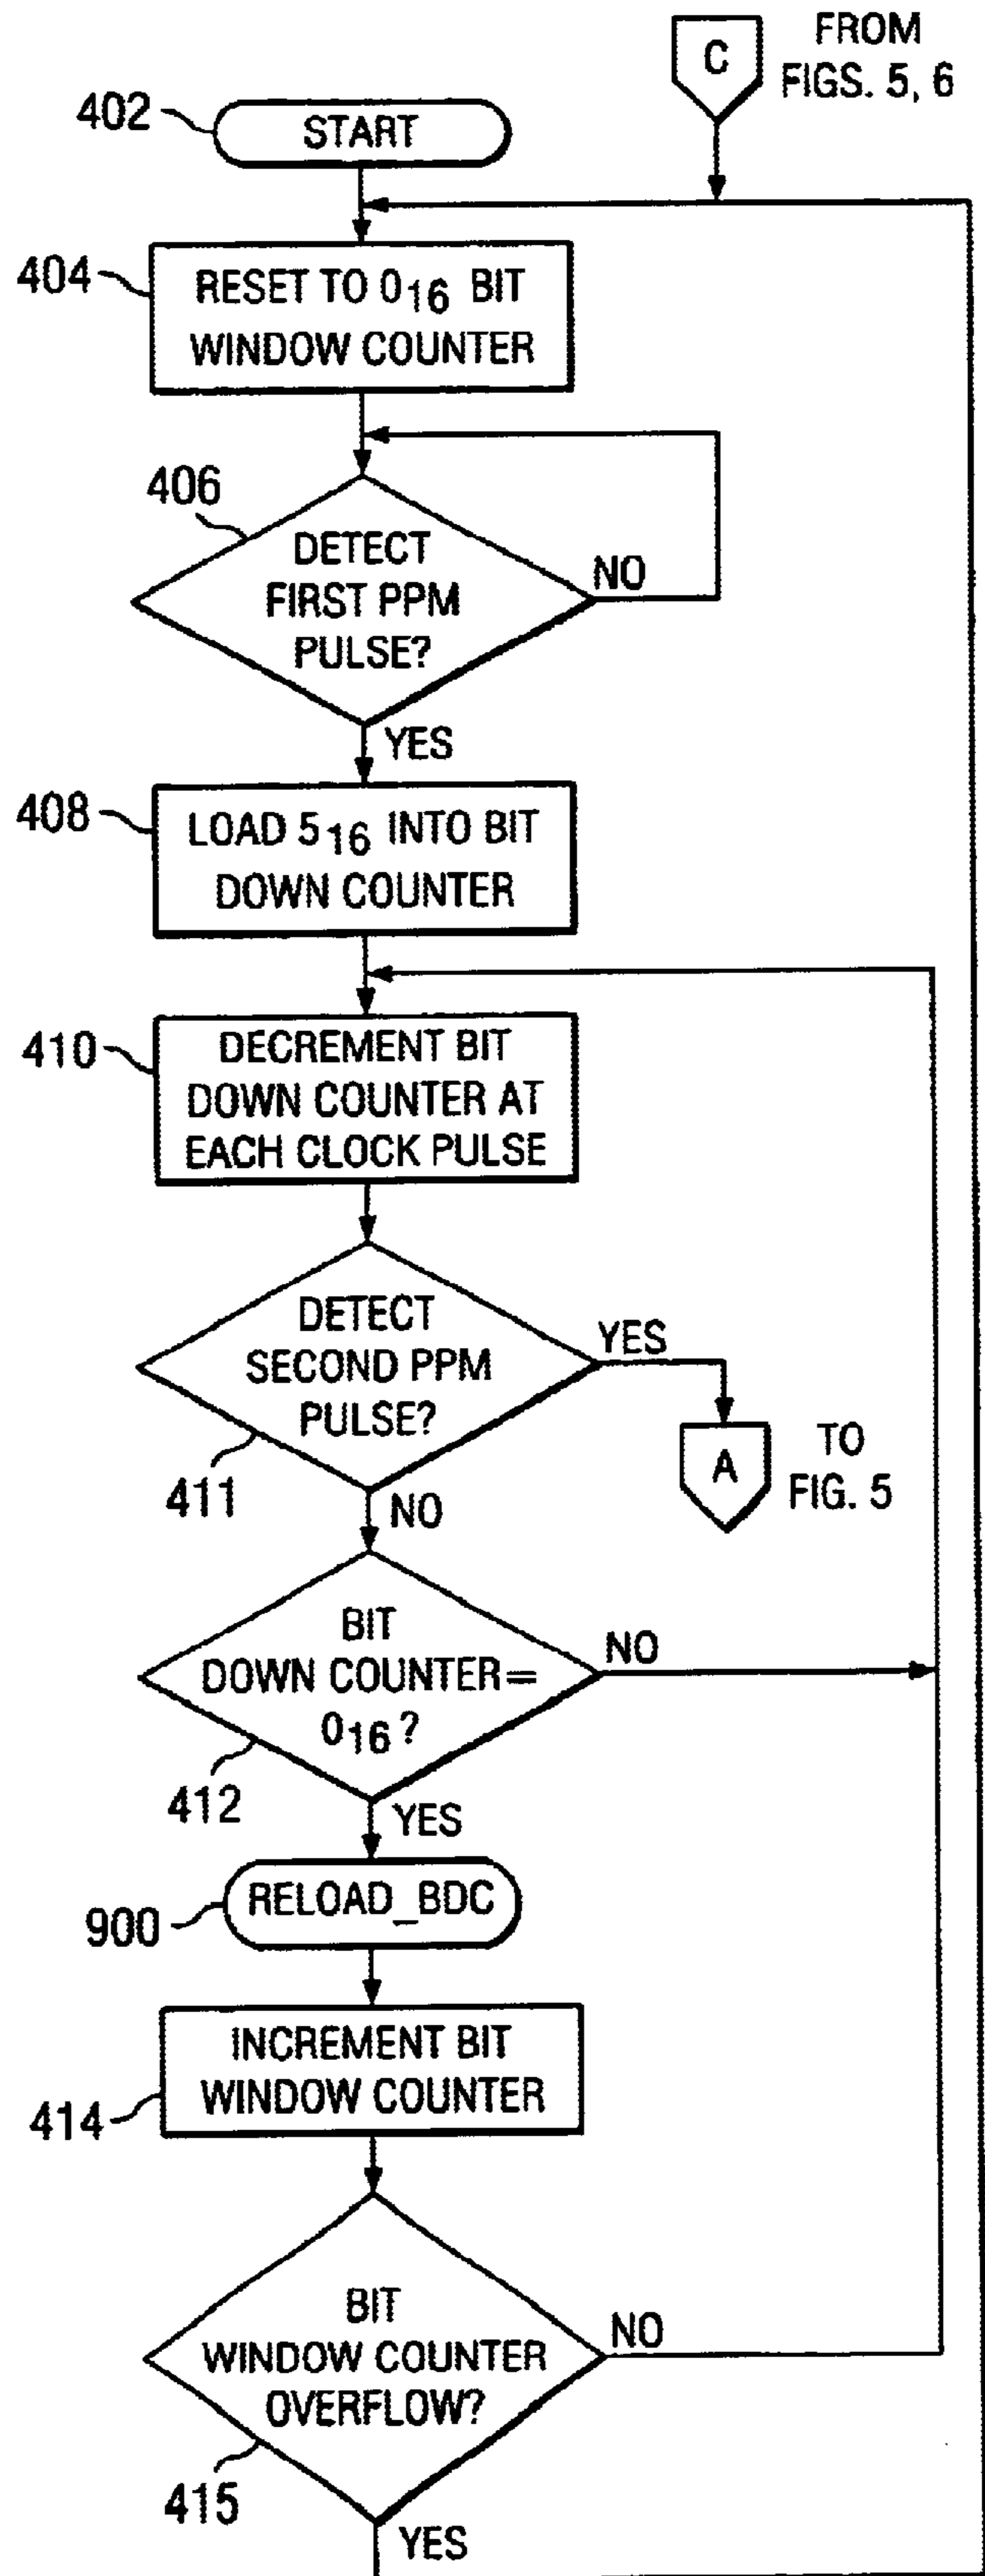 C
FROM
FIGS. 5, 6
402
START
404
RESET TO 0₁₆ BIT
WINDOW COUNTER
406
DETECT
FIRST PPM
PULSE?
NO
YES
408
LOAD 5₁₆ INTO BIT
DOWN COUNTER
410
DECREMENT BIT
DOWN COUNTER AT
EACH CLOCK PULSE
DETECT
SECOND PPM
PULSE?
YES
411
NO
A
TO
FIG. 5
BIT
DOWN COUNTER=
0₁₆?
NO
412
YES
900
RELOAD_BDC
414
INCREMENT BIT
WINDOW COUNTER
BIT
WINDOW COUNTER
OVERFLOW?
NO
415
YES